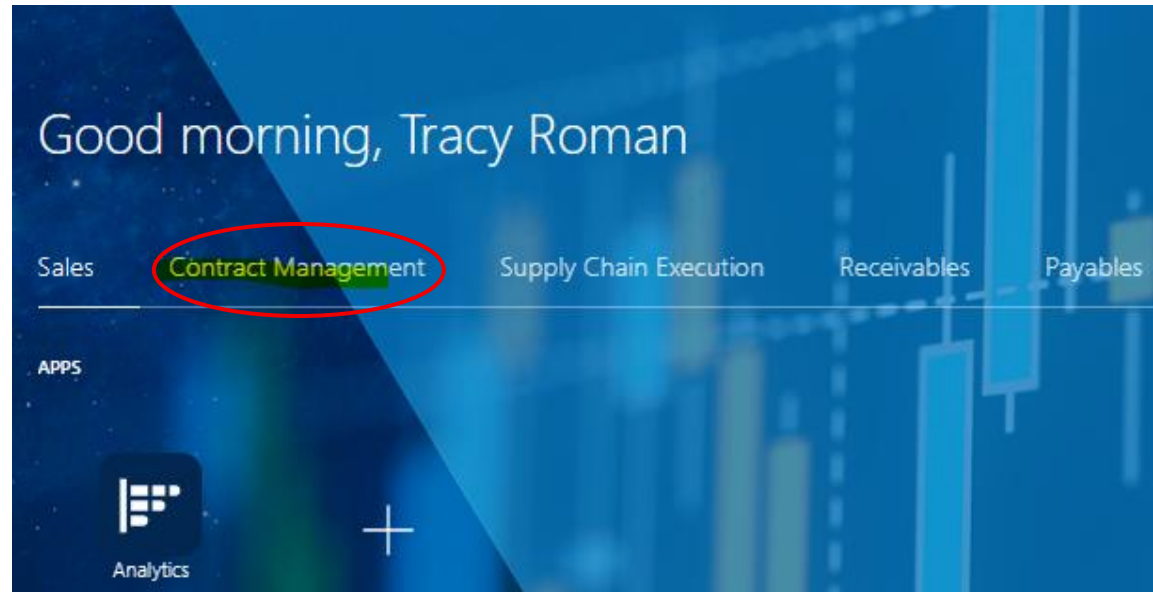 Good morning, Tracy Roman
Sales Contract Management Supply Chain Execution Receivables Payables
APPS
Analytics